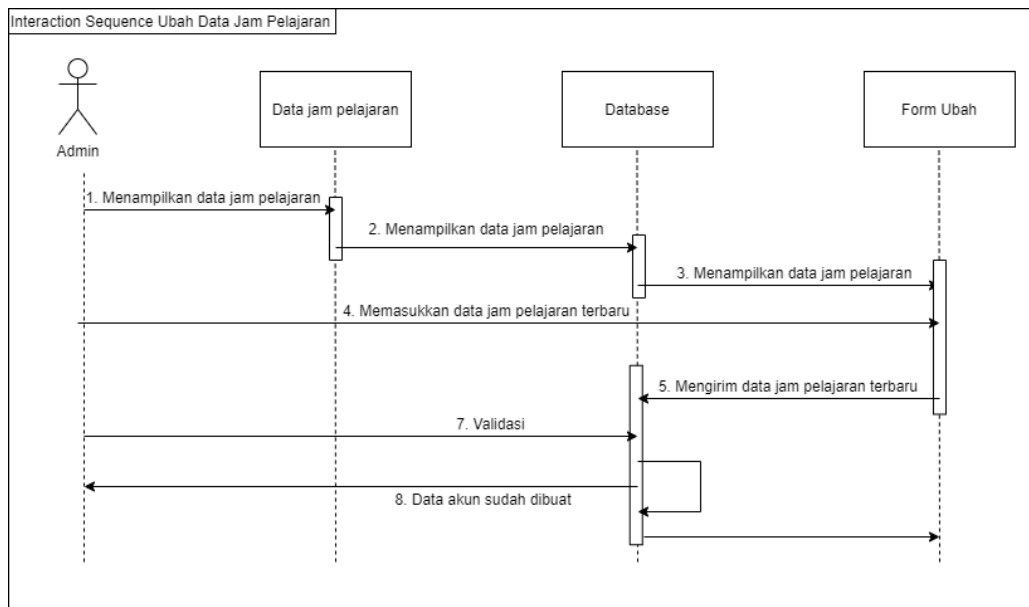 Interaction Sequence Ubah Data Jam Pelajaran
Admin
Data jam pelajaran
Database
Form Ubah
1. Menampilkan data jam pelajaran
2. Menampilkan data jam pelajaran
3. Menampilkan data jam pelajaran
4. Memasukkan data jam pelajaran terbaru
5. Mengirim data jam pelajaran terbaru
7. Validasi
8. Data akun sudah dibuat